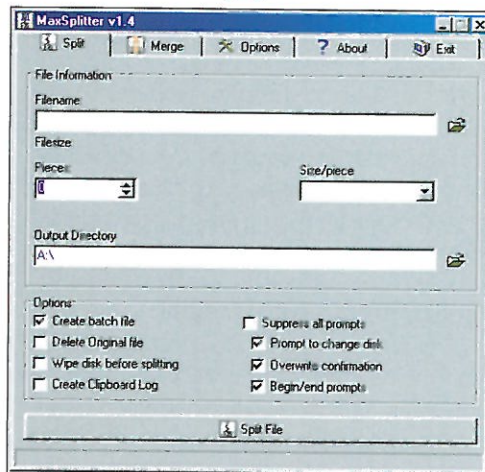 MaxSplitter v1.4
Split Merge Options About Exit
File Information
Filename
Filesize
Pieces Size/piece
0
Output Directory
A:\
Options
Create batch file Suppress all prompts
Delete Original file Prompt to change disk
Wipe disk before splitting Overwrite confirmation
Create Clipboard Log Begin/end prompts
Split File